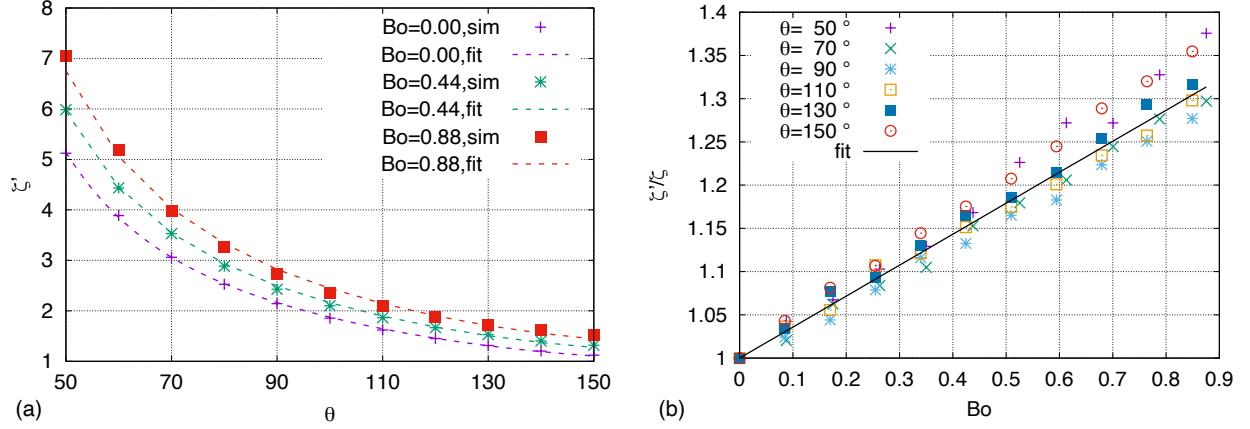 8
7
6
5
4
3
2
1
ζ'
50
70
90
110
130
150
θ
(a)
Bo=0.00,sim
Bo=0.00,fit
Bo=0.44,sim
Bo=0.44,fit
Bo=0.88,sim
Bo=0.88,fit
1.4
1.35
1.3
1.25
1.2
1.15
1.1
1.05
1
ζ'/ζ
0
0.1
0.2
0.3
0.4
0.5
0.6
0.7
0.8
0.9
Bo
(b)
θ= 50 °
θ= 70 °
θ= 90 °
θ=110 °
θ=130 °
θ=150 °
fit